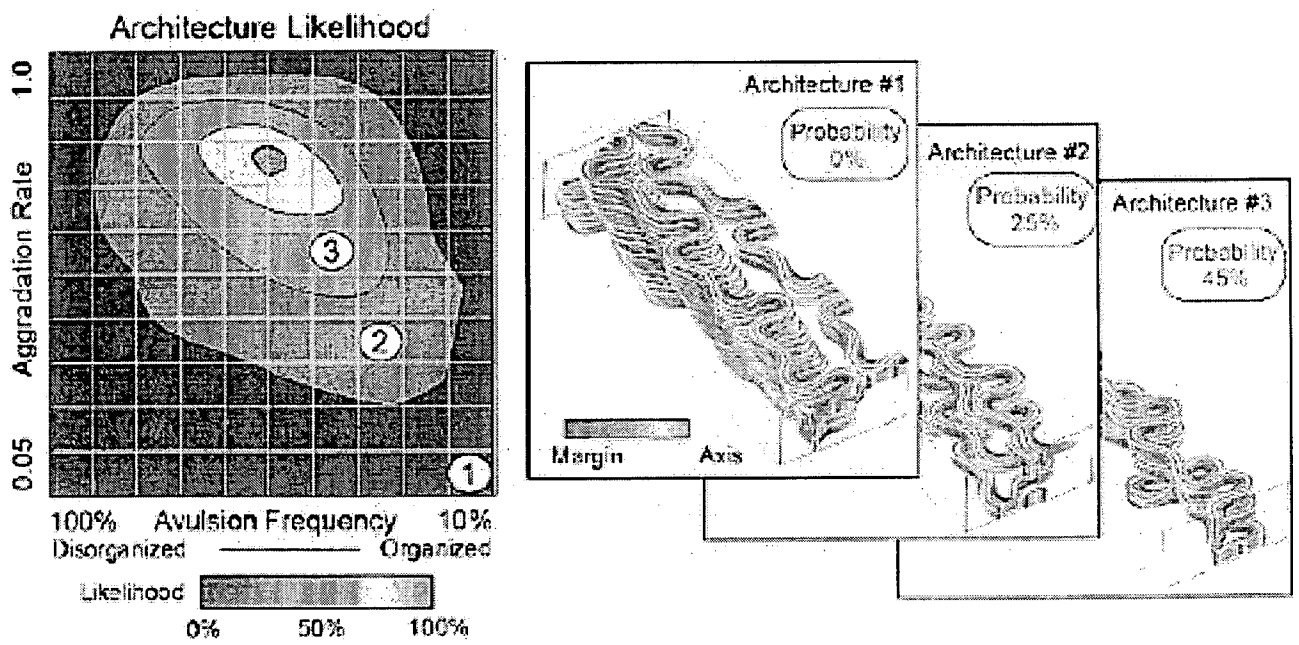 Architecture Likelihood
1.0
Aggradation Rate
0.05
3
2
1
100% Avulsion Frequency 10%
Disorganized Organized
Likelihood
0% 50% 100%
Architecture #1
Probability
0%
Margin Axis
Architecture #2
Probability
25%
Architecture #3
Probability
45%